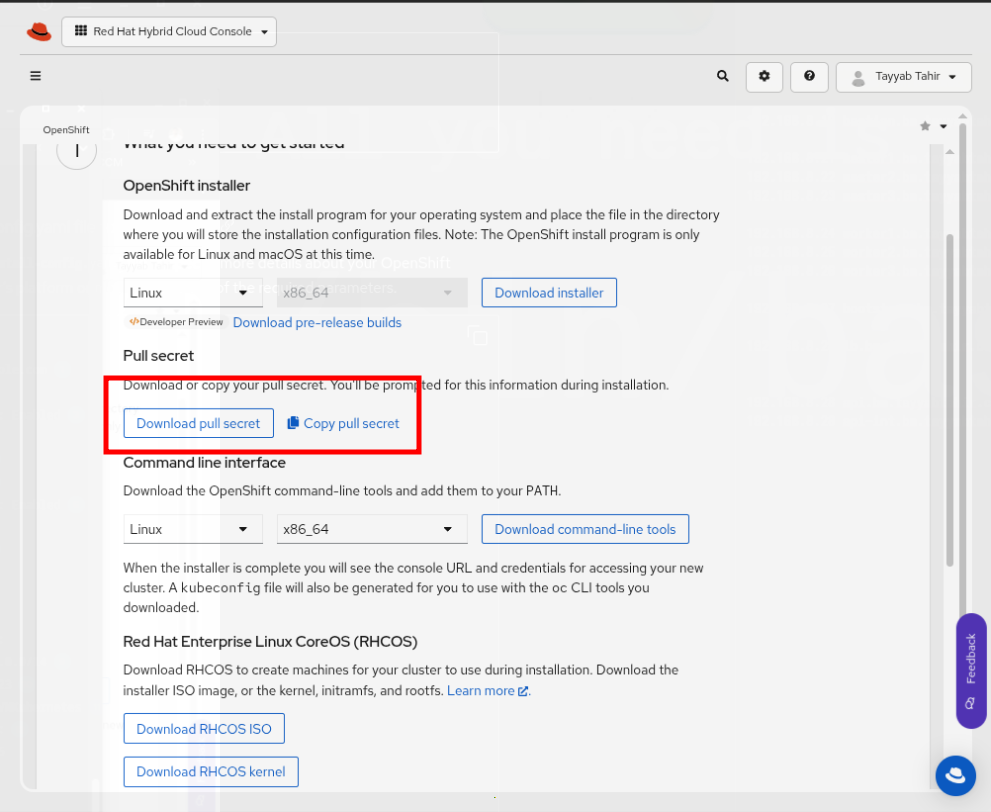 Red Hat Hybrid Cloud Console
Tayyab Tahir
OpenShift
1
What you need to get started
OpenShift installer
Download and extract the install program for your operating system and place the file in the directory
where you will store the installation configuration files. Note: The OpenShift install program is only
available for Linux and macOS at this time.
more details about your OpenShift
of the required parameters.
Linux
x86_64
Download installer
</>Developer Preview
Download pre-release builds
Pull secret
Download or copy your pull secret. You'll be prompted for this information during installation.
Download pull secret
Copy pull secret
Command line interface
Download the OpenShift command-line tools and add them to your PATH.
Linux
x86_64
Download command-line tools
When the installer is complete you will see the console URL and credentials for accessing your new
cluster. A kubeconfig file will also be generated for you to use with the oc CLI tools you
downloaded.
Red Hat Enterprise Linux CoreOS (RHCOS)
Download RHCOS to create machines for your cluster to use during installation. Download the
installer ISO image, or the kernel, initramfs, and rootfs. Learn more.
Download RHCOS ISO
Download RHCOS kernel
Feedback